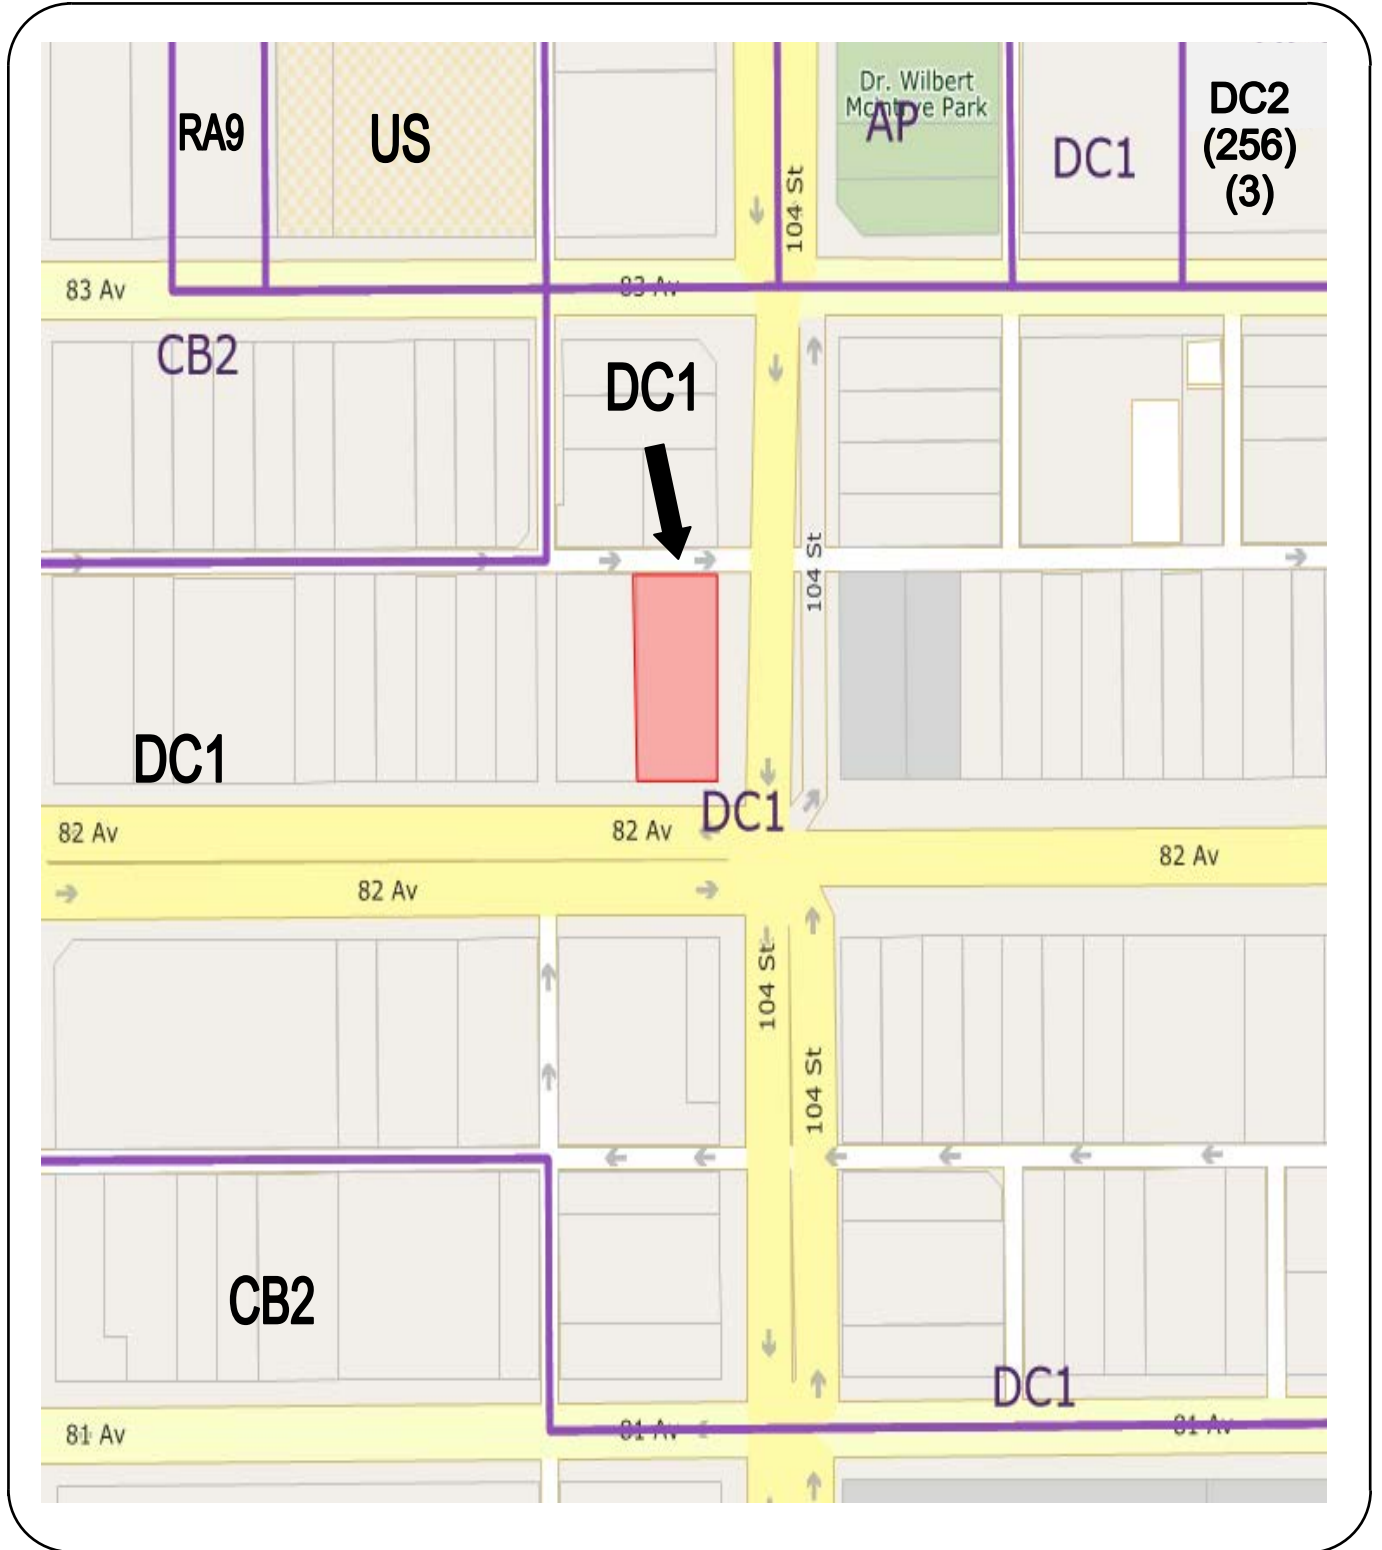 RA9
US
Dr. Wilbert
McIntyre Park
AP
DC1
DC2
(256)
(3)
104 St
83 Av
83 Av
CB2
DC1
104 St
DC1
DC1
82 Av
82 Av
82 Av
82 Av
104 St
104 St
CB2
DC1
81 Av
81 Av
81 Av